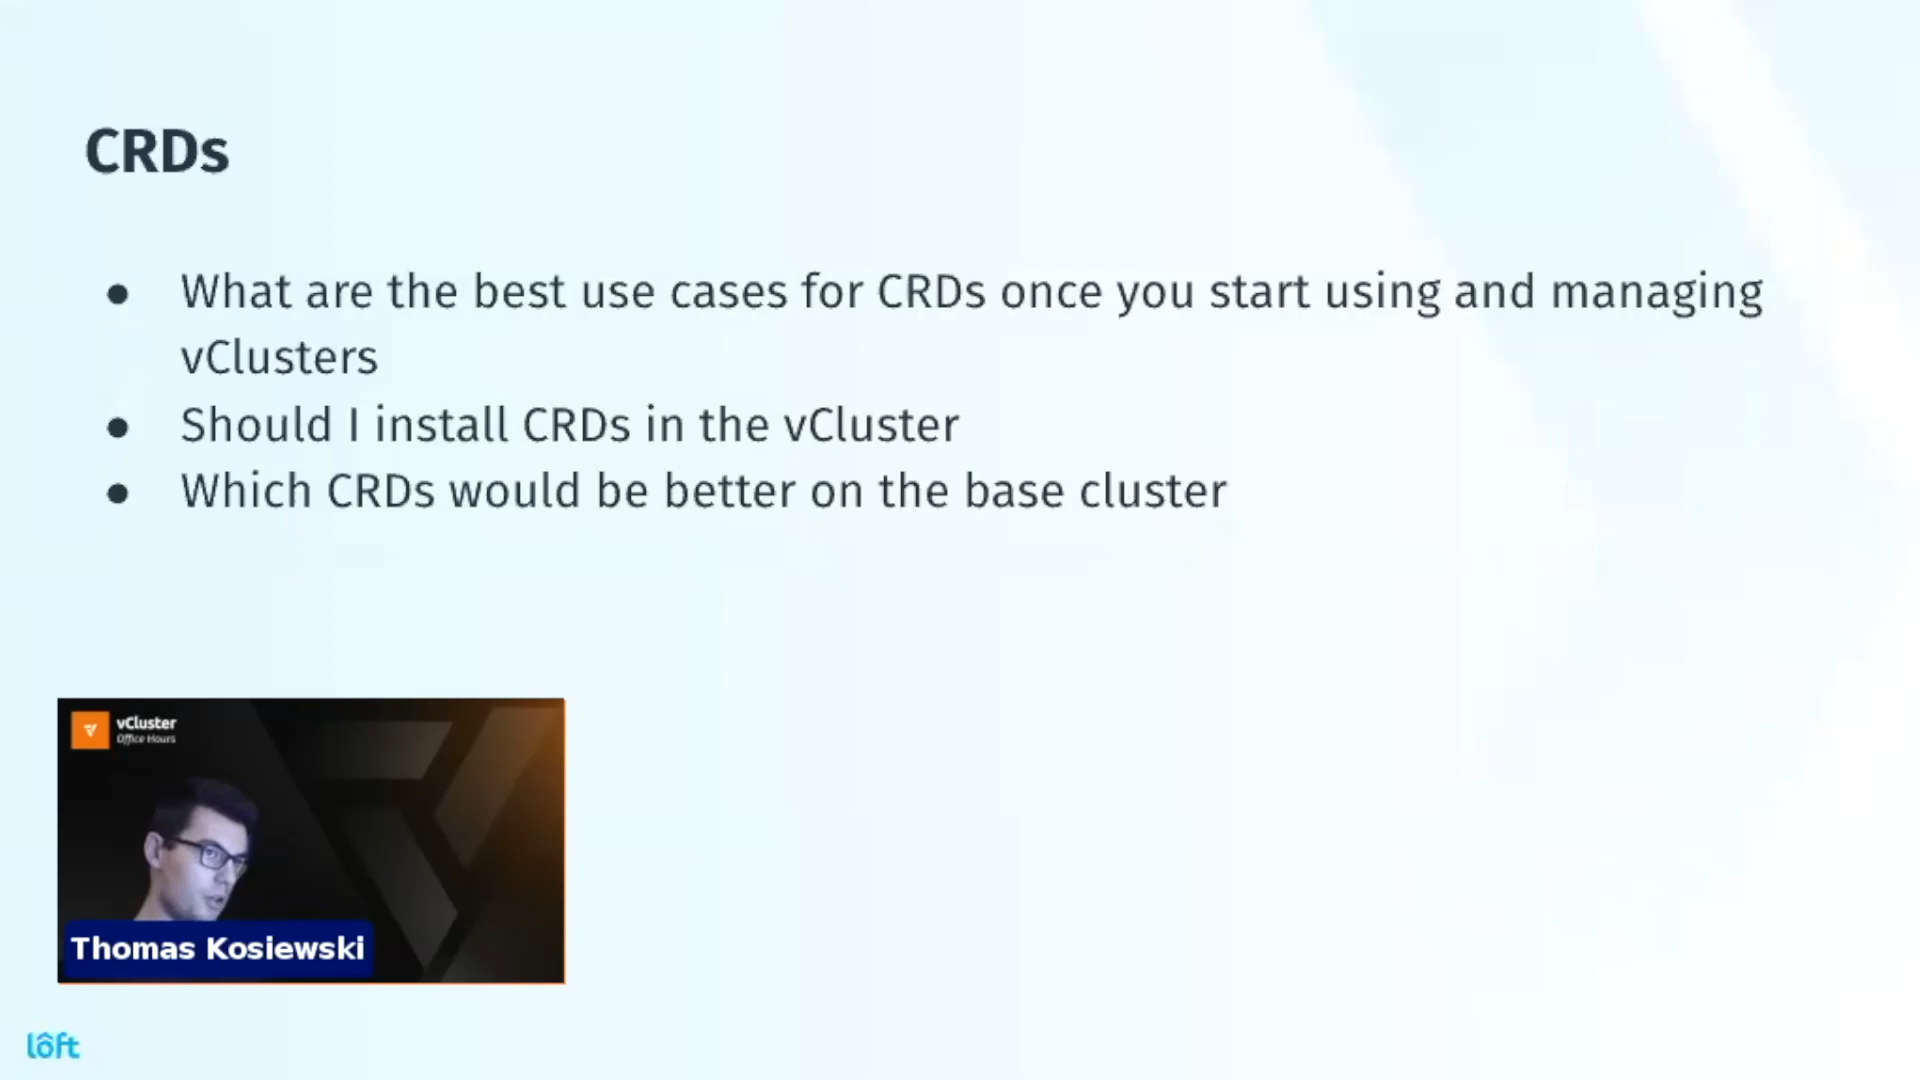 CRDs
● What are the best use cases for CRDs once you start using and managing
vClusters
● Should I install CRDs in the vCluster
● Which CRDs would be better on the base cluster
vCluster
Office Hours
Thomas Kosiewski
lôft